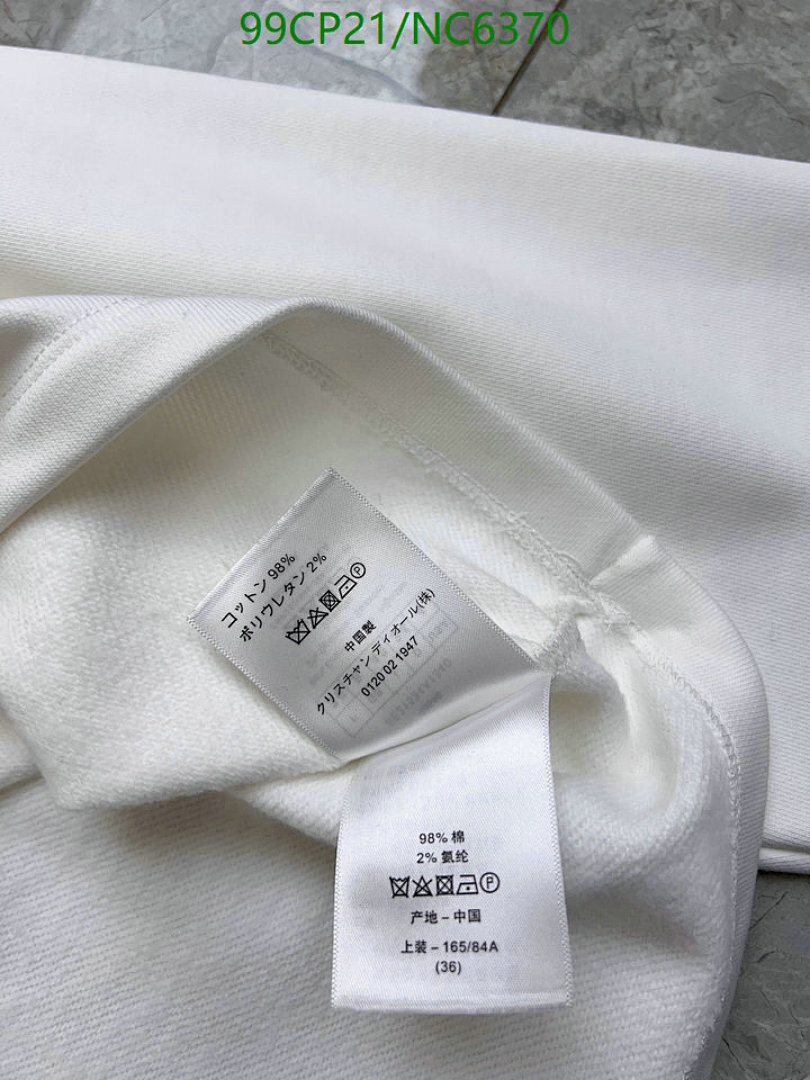 99CP21/NC6370
コットン 98%
ポリウレタン 2%
中国製
クリスチャン ディオール(株)
0120 02 1947
98% 棉
2% 氨纶
产地 – 中国
上装 – 165/84A
(36)